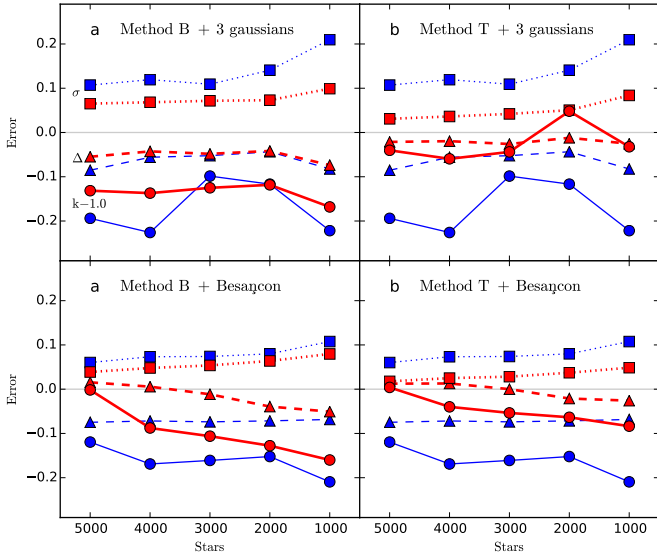 a Method B + 3 gaussians
b Method T + 3 gaussians
0.2
0.1
0.0
−0.1
−0.2
Error
σ
Δ
k−1.0
a Method B + Besançon
b Method T + Besançon
0.2
0.1
0.0
−0.1
−0.2
Error
5000 4000 3000 2000 1000
5000 4000 3000 2000 1000
Stars
Stars